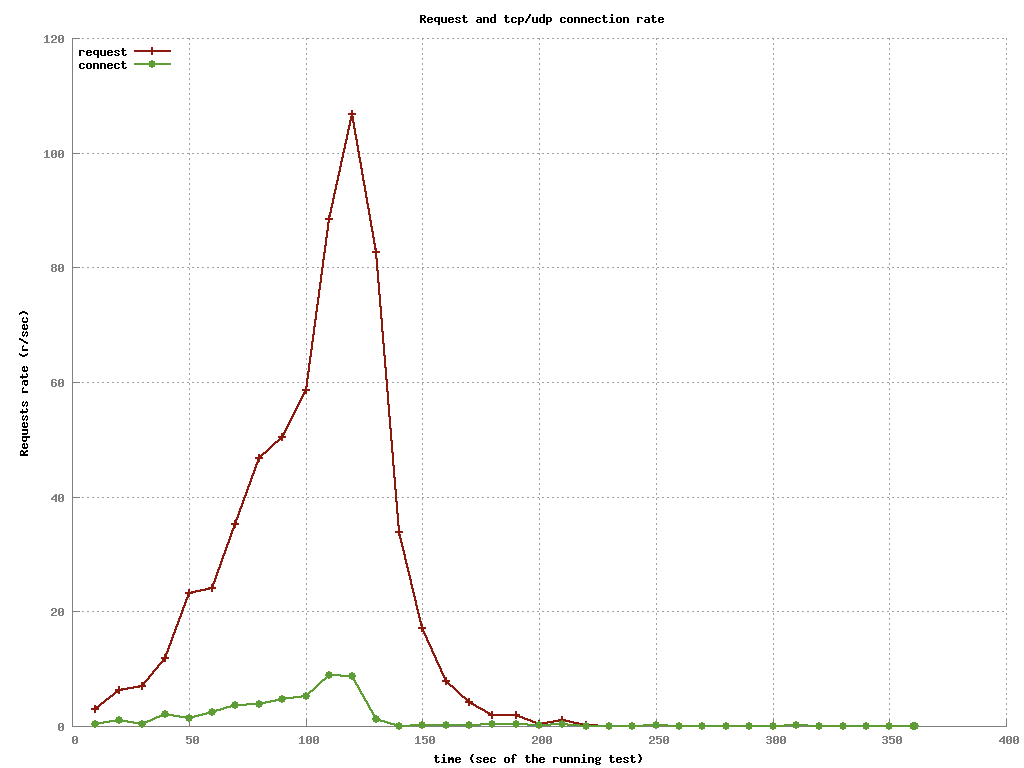 Request and tcp/udp connection rate
120
request
connect
100
80
60
40
20
0
Requests rate (r/sec)
0 50 100 150 200 250 300 350 400
time (sec of the running test)